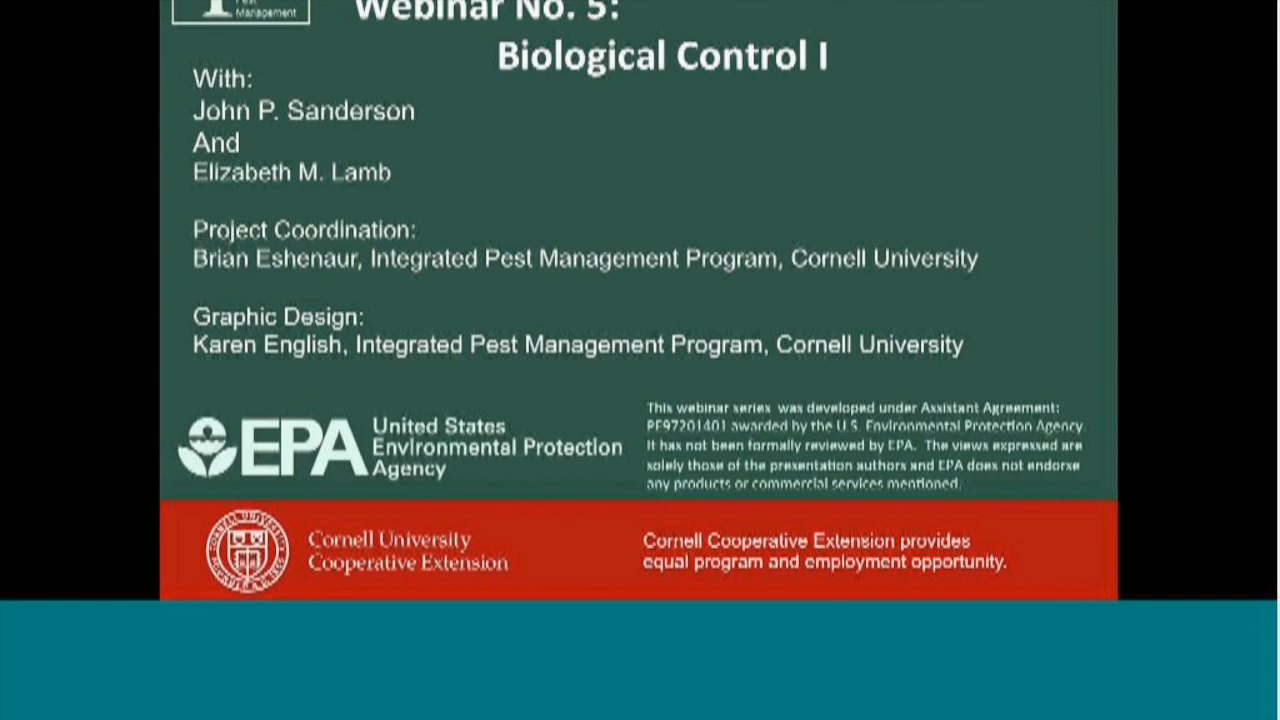 Pest
Management
Webinar No. 5:
Biological Control I
With:
John P. Sanderson
And
Elizabeth M. Lamb
Project Coordination:
Brian Eshenaur, Integrated Pest Management Program, Cornell University
Graphic Design:
Karen English, Integrated Pest Management Program, Cornell University
EPA
United States
Environmental Protection
Agency
This webinar series was developed under Assistant Agreement:
PE97201401 awarded by the U.S. Environmental Protection Agency.
It has not been formally reviewed by EPA. The views expressed are
solely those of the presentation authors and EPA does not endorse
any products or commercial services mentioned.
Cornell University
Cooperative Extension
Cornell Cooperative Extension provides
equal program and employment opportunity.